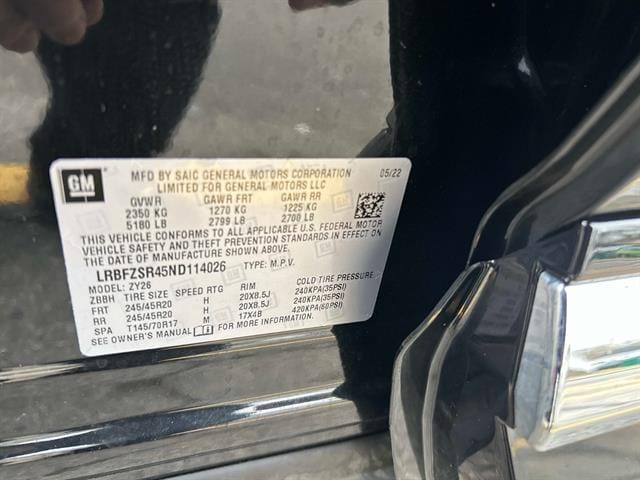 GM
MFD BY SAIC GENERAL MOTORS CORPORATION 05/22
LIMITED FOR GENERAL MOTORS LLC
GVWR GAWR FRT GAWR RR
2350 KG 1270 KG 1225 KG
5180 LB 2799 LB 2700 LB
THIS VEHICLE CONFORMS TO ALL APPLICABLE U.S. FEDERAL MOTOR
VEHICLE SAFETY AND THEFT PREVENTION STANDARDS IN EFFECT ON
THE DATE OF MANUFACTURE SHOWN ABOVE.
LRBFZSR45ND114026 TYPE: M.P.V.
MODEL: ZY26
ZBBH TIRE SIZE SPEED RTG RIM COLD TIRE PRESSURE
FRT 245/45R20 H 20X8.5J 240KPA(35PSI)
RR 245/45R20 H 20X8.5J 240KPA(35PSI)
SPA T145/70R17 M 17X4B 420KPA(60PSI)
SEE OWNER'S MANUAL FOR MORE INFORMATION.